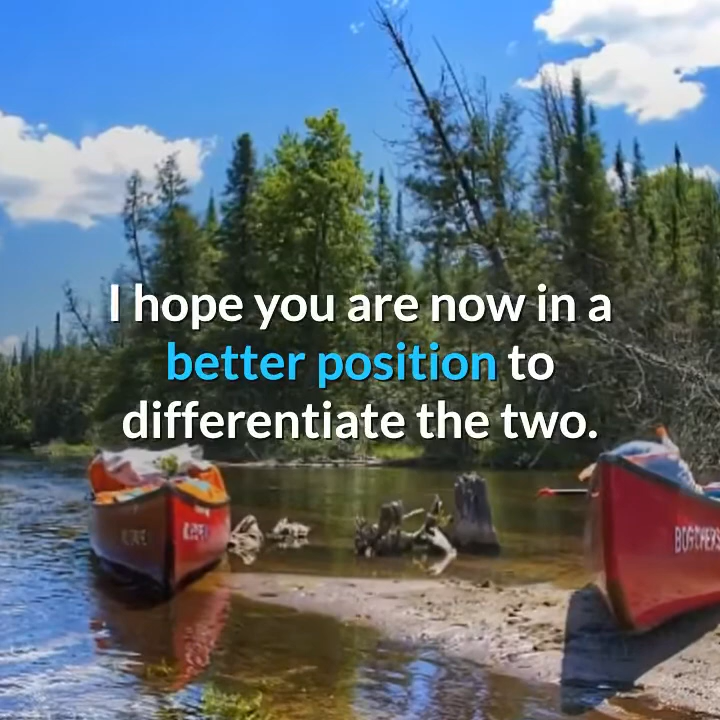 I hope you are now in a
better position to
differentiate the two.